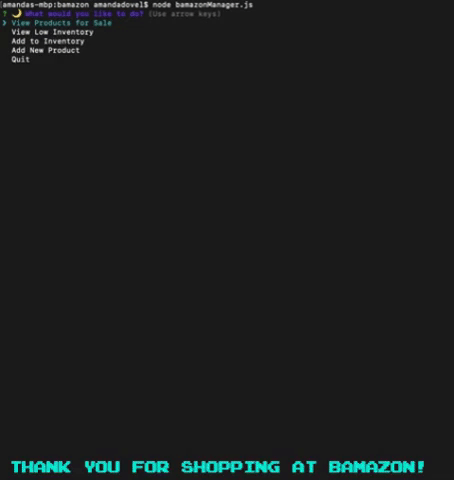 [amandas-mbp:bamazon amandadovel$ node bamazonManager.js
? 🌙 What would you like to do? (Use arrow keys)
❯ View Products for Sale
View Low Inventory
Add to Inventory
Add New Product
Quit
THANK YOU FOR SHOPPING AT BAMAZON!